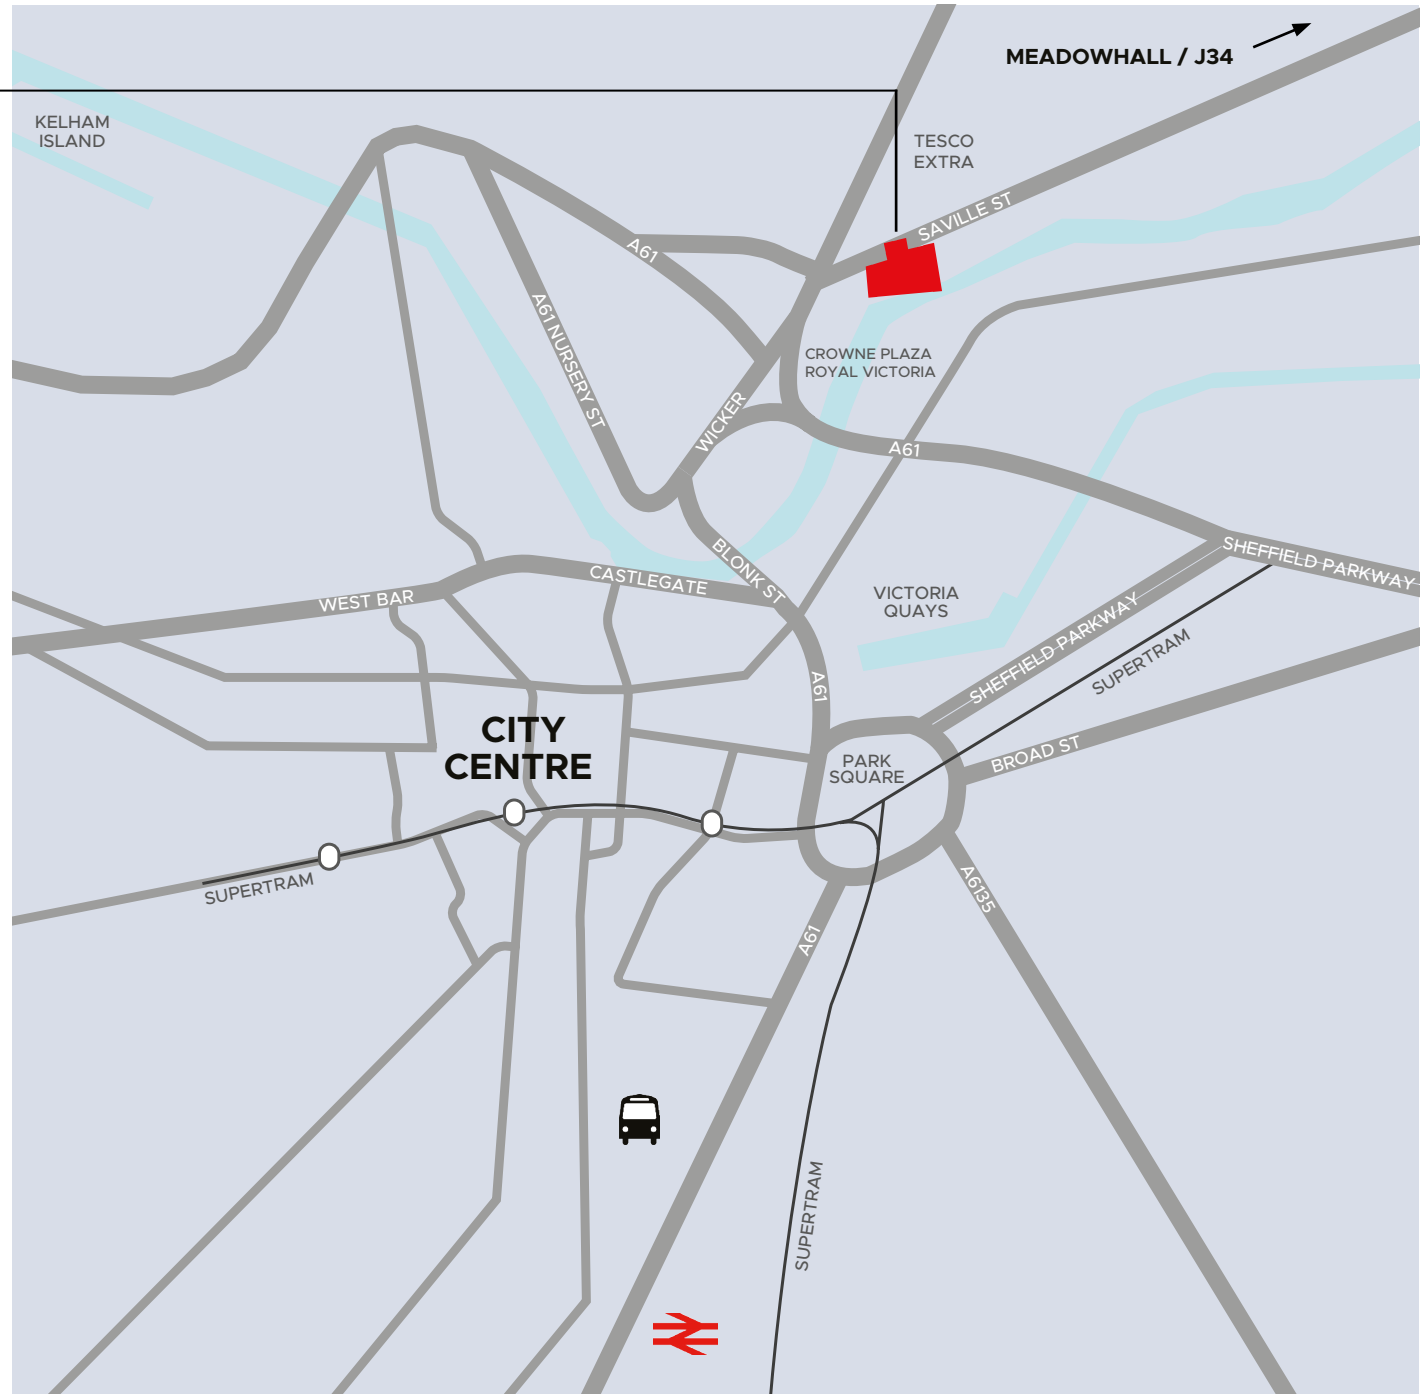 MEADOWHALL / J34
KELHAM
ISLAND
TESCO
EXTRA
SAVILLE ST
A61
A61 NURSERY ST
CROWNE PLAZA
ROYAL VICTORIA
WICKER
A61
SHEFFIELD PARKWAY
BLONK ST
CASTLEGATE
WEST BAR
VICTORIA
QUAYS
SHEFFIELD PARKWAY
SUPERTRAM
A61
CITY
CENTRE
PARK
SQUARE
BROAD ST
SUPERTRAM
A6135
A61
SUPERTRAM